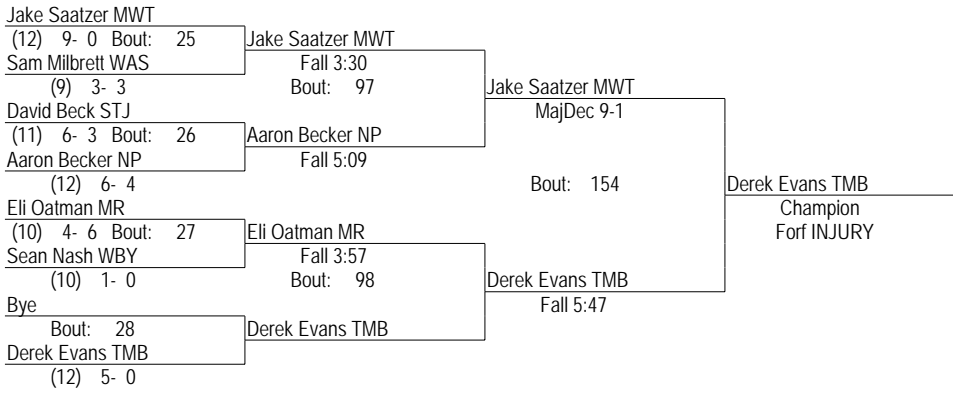 Jake Saatzer MWT
(12) 9- 0 Bout: 25
Sam Milbrett WAS
(9) 3- 3
David Beck STJ
(11) 6- 3 Bout: 26
Aaron Becker NP
(12) 6- 4
Eli Oatman MR
(10) 4- 6 Bout: 27
Sean Nash WBY
(10) 1- 0
Bye
Bout: 28
Derek Evans TMB
(12) 5- 0
Jake Saatzer MWT
Fall 3:30
Bout: 97
Aaron Becker NP
Fall 5:09
Eli Oatman MR
Fall 3:57
Bout: 98
Derek Evans TMB
Jake Saatzer MWT
MajDec 9-1
Bout: 154
Derek Evans TMB
Fall 5:47
Derek Evans TMB
Champion
Forf INJURY